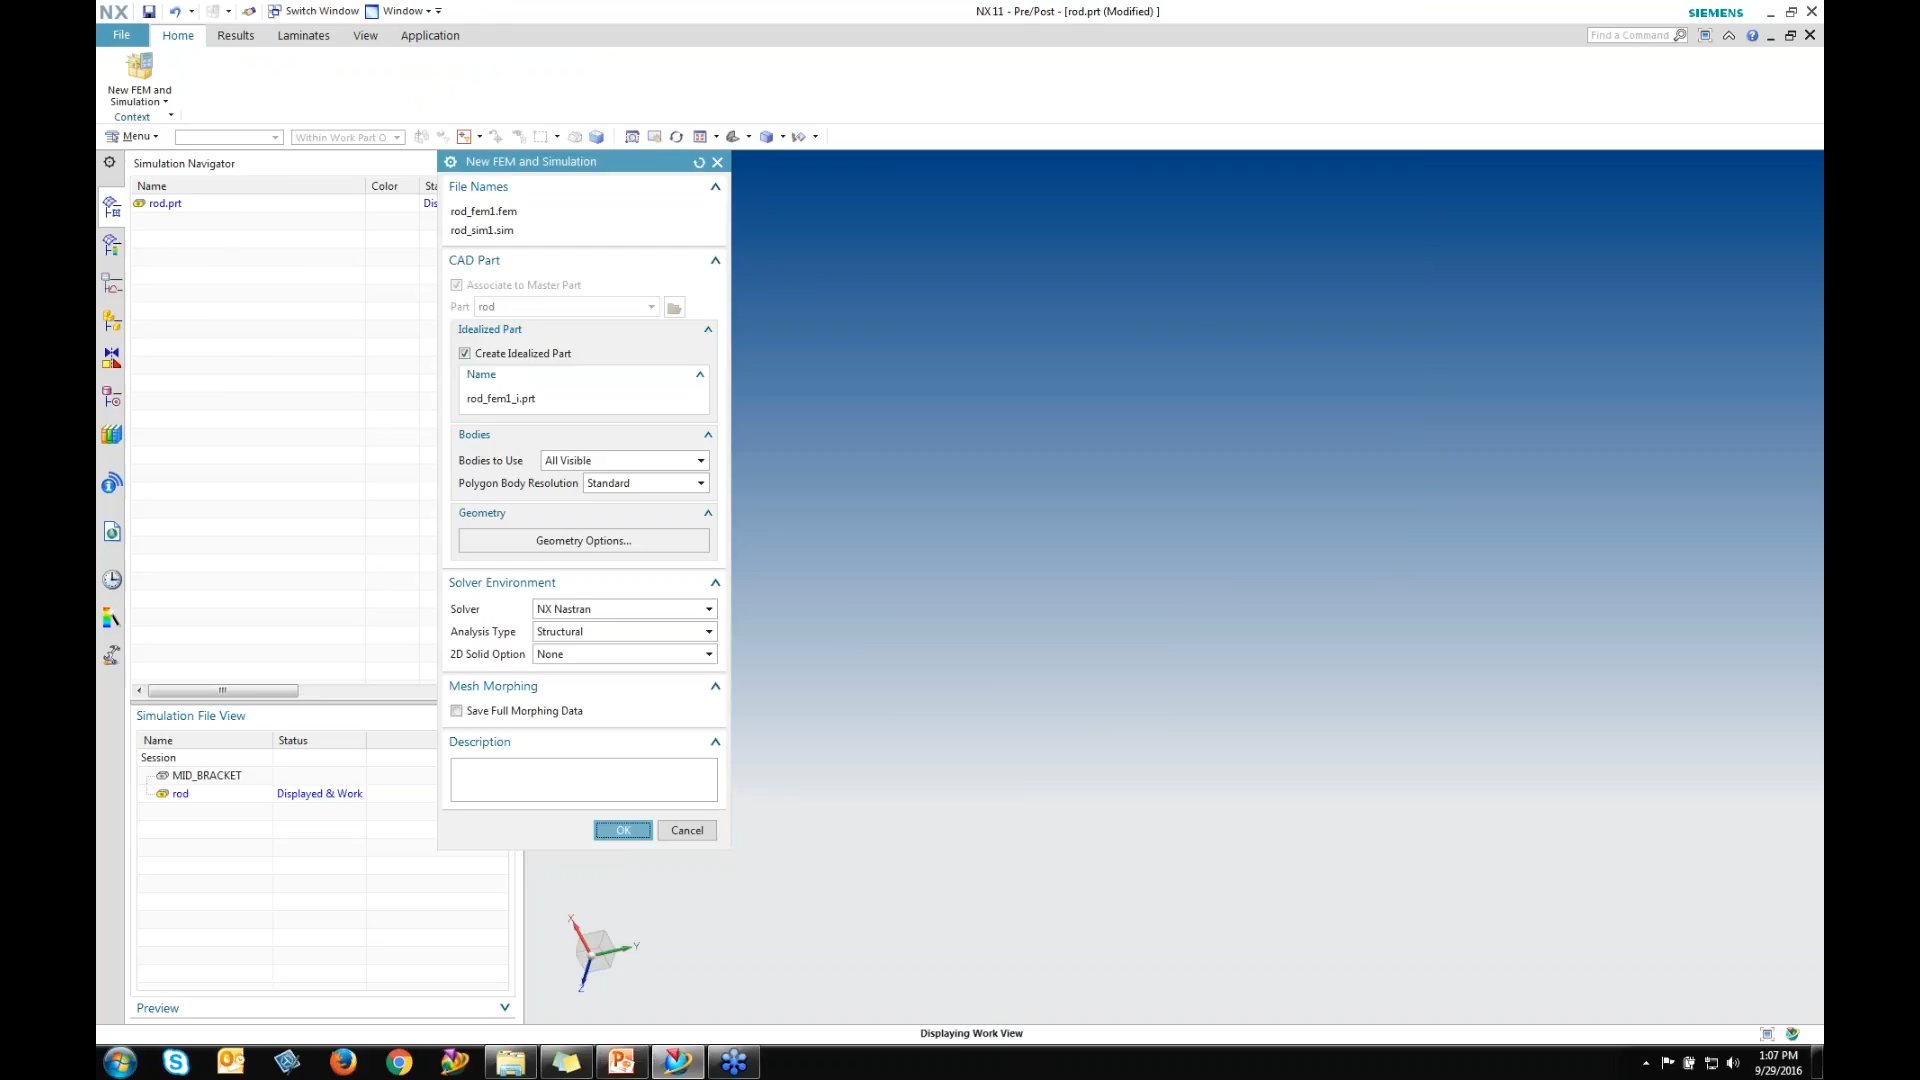 NX Switch Window Window NX 11 - Pre/Post - [rod.prt (Modified) ] SIEMENS
File Home Results Laminates View Application Find a Command
New FEM and
Simulation
Context
Menu Within Work Part O
Simulation Navigator
Name Color Sta
rod.prt Dis
New FEM and Simulation
File Names
rod_fem1.fem
rod_sim1.sim
CAD Part
Associate to Master Part
Part rod
Idealized Part
Create Idealized Part
Name
rod_fem1_i.prt
Bodies
Bodies to Use All Visible
Polygon Body Resolution Standard
Geometry
Geometry Options...
Solver Environment
Solver NX Nastran
Analysis Type Structural
2D Solid Option None
Mesh Morphing
Save Full Morphing Data
Description
OK Cancel
Simulation File View
Name Status
Session
MID_BRACKET
rod Displayed & Work
Preview
X
Y
Z
Displaying Work View
1:07 PM
9/29/2016